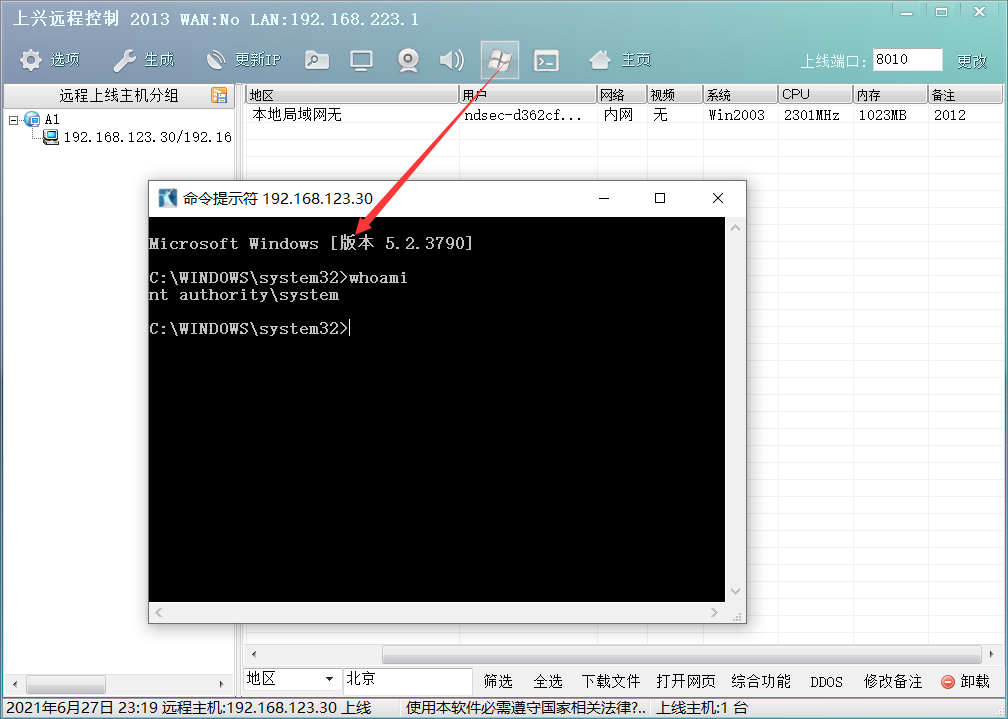 上兴远程控制 2013 WAN:No LAN:192.168.223.1
选项 生成 更新IP 主页 上线端口: 8010 更改
远程上线主机分组 地区 用户 网络 视频 系统 CPU 内存 备注
A1 本地局域网无 ndsec-d362cf... 内网 无 Win2003 2301MHz 1023MB 2012
192.168.123.30/192.16
命令提示符 192.168.123.30
Microsoft Windows [版本 5.2.3790]
C:\WINDOWS\system32>whoami
nt authority\system
C:\WINDOWS\system32>
地区 北京 筛选 全选 下载文件 打开网页 综合功能 DDOS 修改备注 卸载
2021年6月27日 23:19 远程主机:192.168.123.30 上线 使用本软件必需遵守国家相关法律?.. 上线主机:1 台